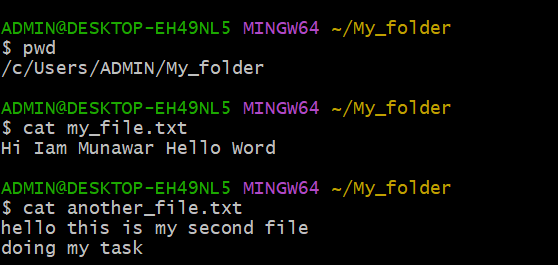 ADMIN@DESKTOP-EH49NL5 MINGW64 ~/My_folder
$ pwd
/c/Users/ADMIN/My_folder
ADMIN@DESKTOP-EH49NL5 MINGW64 ~/My_folder
$ cat my_file.txt
Hi Iam Munawar Hello Word
ADMIN@DESKTOP-EH49NL5 MINGW64 ~/My_folder
$ cat another_file.txt
hello this is my second file
doing my task